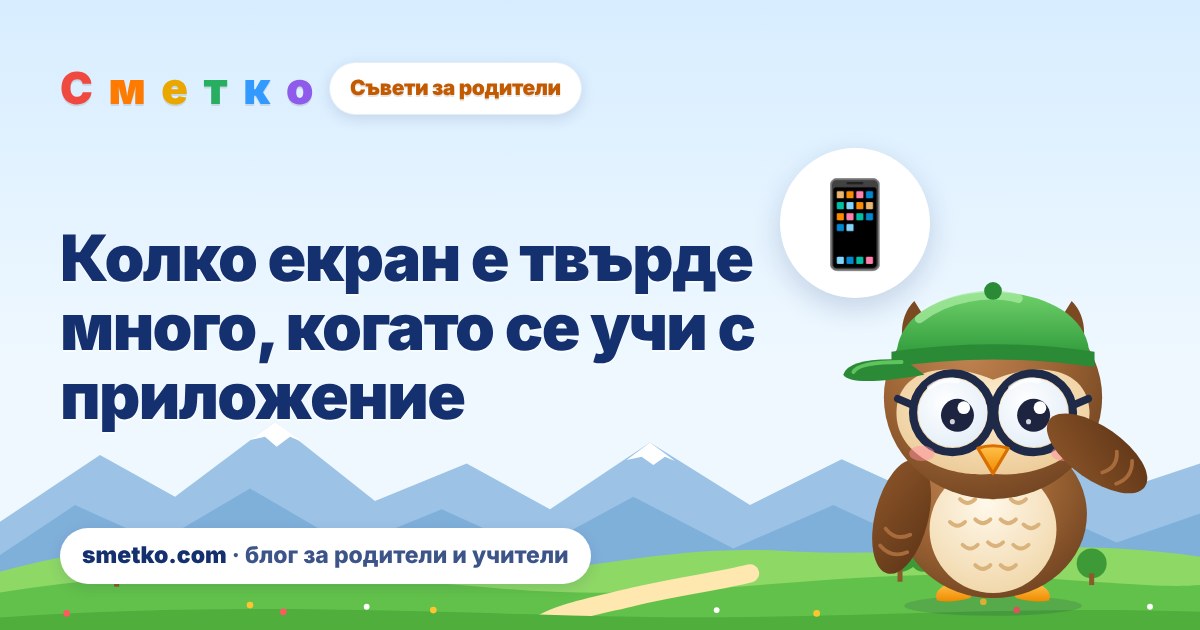 Сметко
Съвети за родители
Колко екран е твърде
много, когато се учи с
приложение
smetko.com · блог за родители и учители